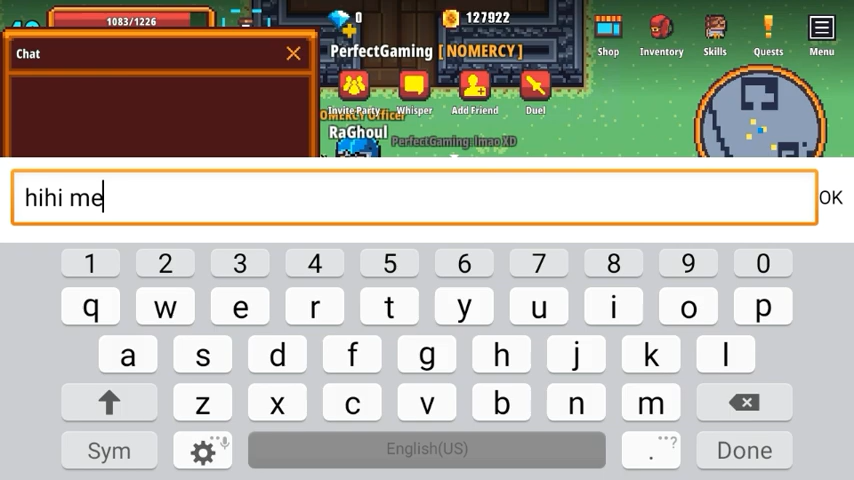 1083/1226
0
127922
PerfectGaming [ NOMERCY ]
Shop
Inventory
Skills
Quests
Menu
Chat
Invite Party
Whisper
Add Friend
Duel
NOMERCY Officer
RaGhoul
PerfectGaming: lmao XD
hihi me
OK
1 2 3 4 5 6 7 8 9 0
q w e r t y u i o p
a s d f g h j k l
z x c v b n m
Sym
English(US)
. ?
Done